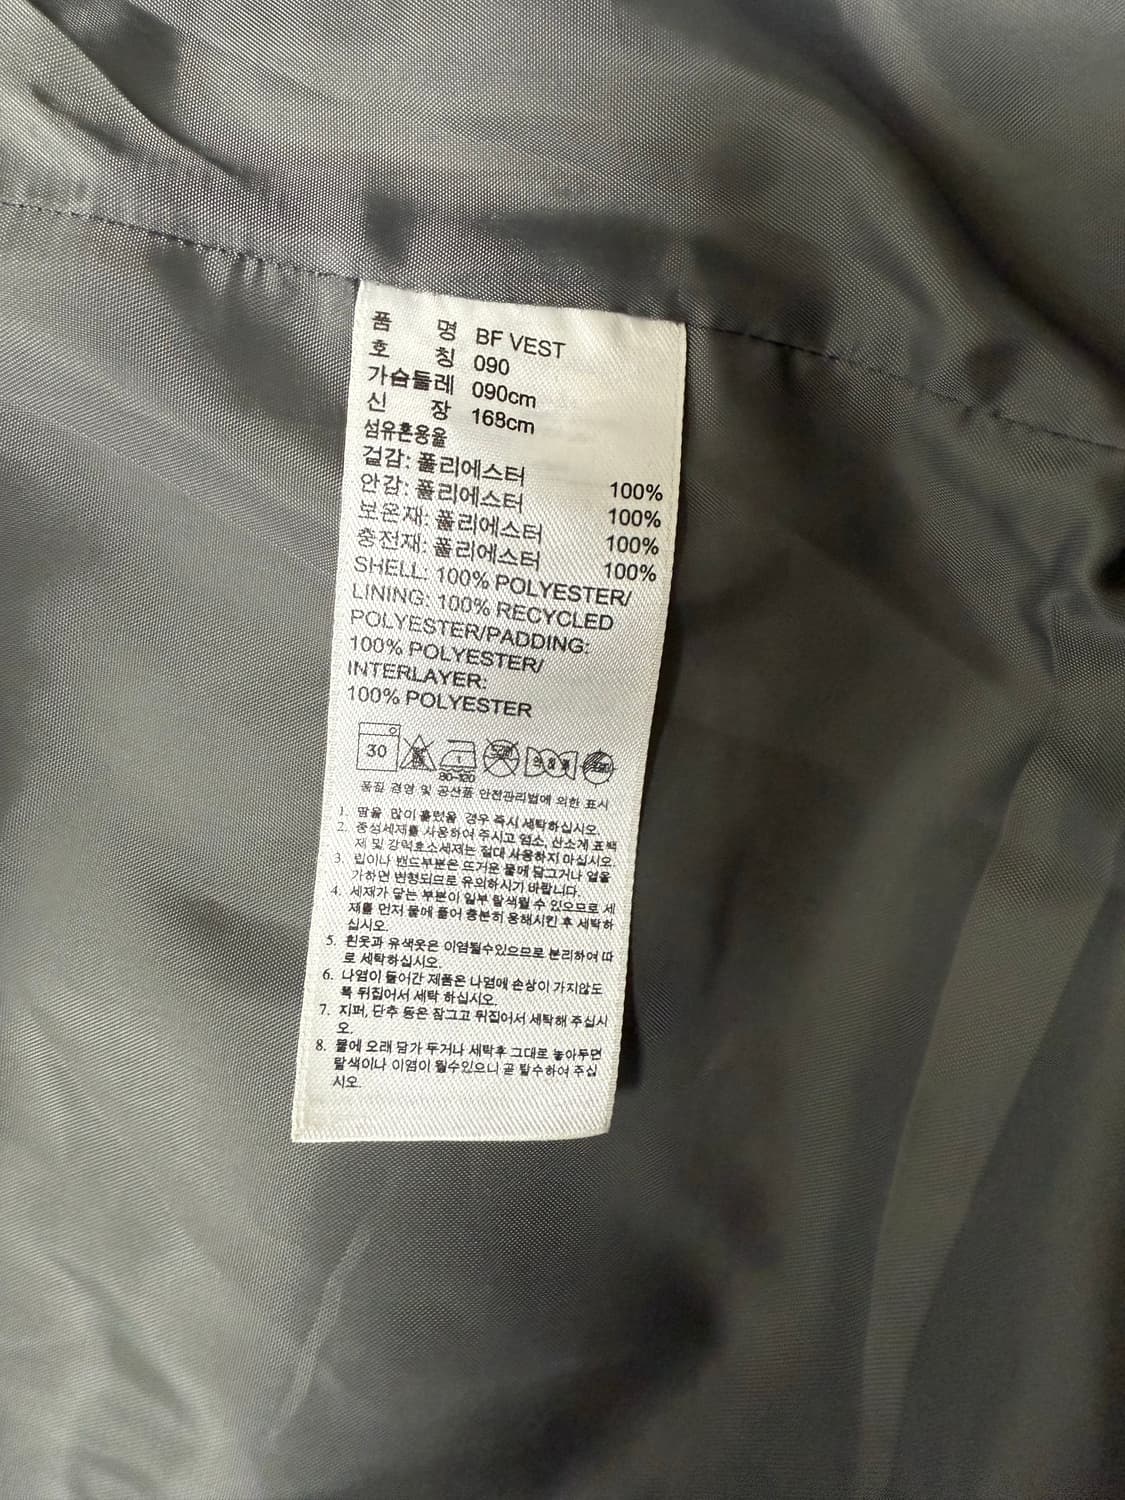 품 명 BF VEST
호 칭 090
가슴둘레 090cm
신 장 168cm
섬유혼용율
겉감: 폴리에스터 100%
안감: 폴리에스터 100%
보온재: 폴리에스터 100%
충전재: 폴리에스터 100%
SHELL: 100% POLYESTER/
LINING: 100% RECYCLED
POLYESTER/PADDING:
100% POLYESTER/
INTERLAYER:
100% POLYESTER
30
80-120
품질 경영 및 공산품 안전관리법에 의한 표시
1. 땀을 많이 흘렸을 경우 즉시 세탁하십시오.
2. 중성세제를 사용하여 주시고 염소, 산소계 표백
제 및 강력효소세제는 절대 사용하지 마십시오.
3. 립이나 밴드부분은 뜨거운 물에 담그거나 열을
가하면 변형되므로 유의하시기 바랍니다.
4. 세제가 닿는 부분이 일부 탈색될 수 있으므로 세
제를 먼저 물에 풀어 충분히 용해시킨 후 세탁하
십시오.
5. 흰옷과 유색옷은 이염될수있으므로 분리하여 따
로 세탁하십시오.
6. 나염이 들어간 제품은 나염에 손상이 가지않도
록 뒤집어서 세탁 하십시오.
7. 지퍼, 단추 등은 잠그고 뒤집어서 세탁해 주십시
오.
8. 물에 오래 담가 두거나 세탁후 그대로 놓아두면
탈색이나 이염이 될수있으니 곧 탈수하여 주십
시오.